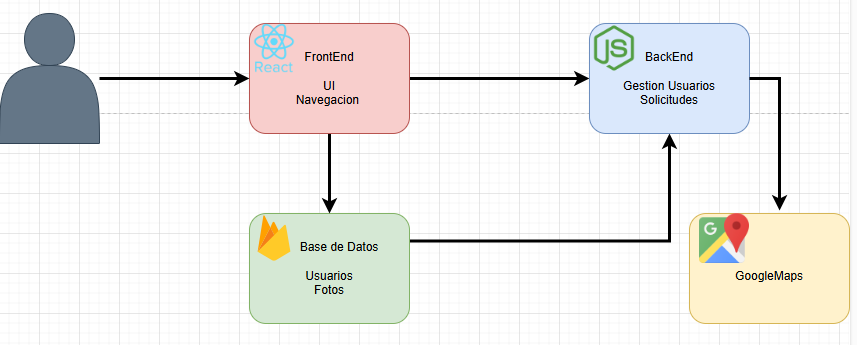 React
FrontEnd
UI
Navegacion
JS
BackEnd
Gestion Usuarios
Solicitudes
Base de Datos
Usuarios
Fotos
G
GoogleMaps